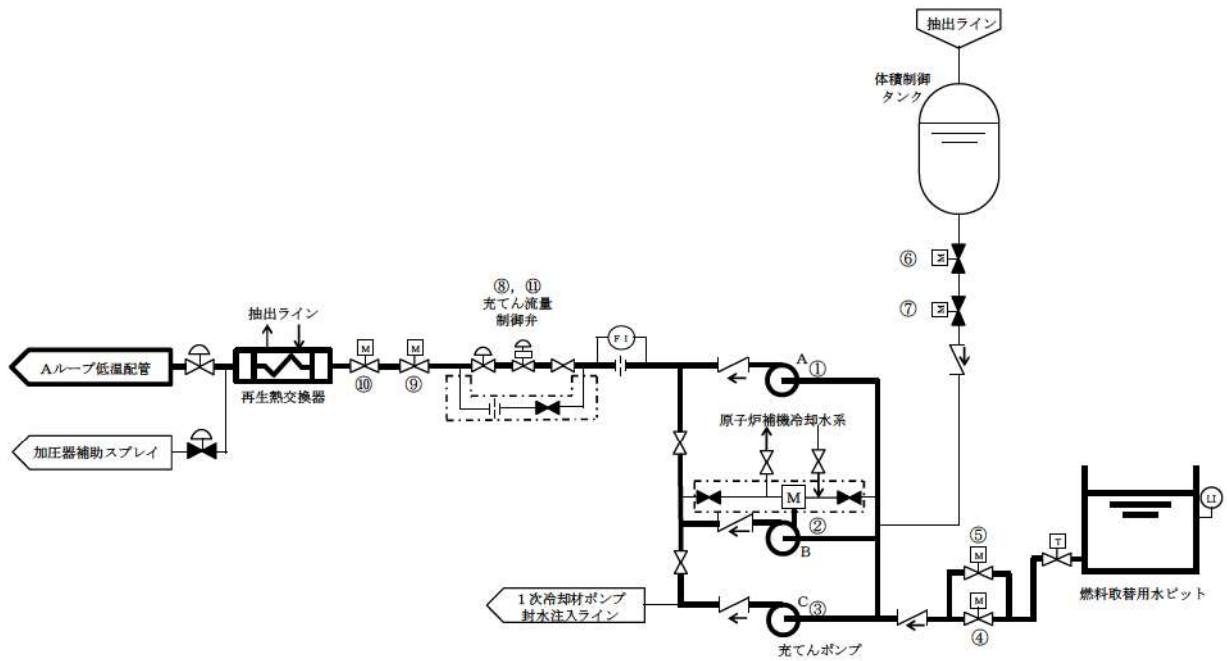 抽出ライン
体積制御
タンク
⑥
M
⑦
M
⑧，⑪
充てん流量
制御弁
抽出ライン
F I
M
M
A
①
Aループ低温配管
再生熱交換器
⑩
⑨
原子炉補機冷却水系
加圧器補助スプレイ
M
②
B
LI
⑤
M
T
M
④
燃料取替用水ピット
1次冷却材ポンプ
封水注入ライン
C
③
充てんポンプ